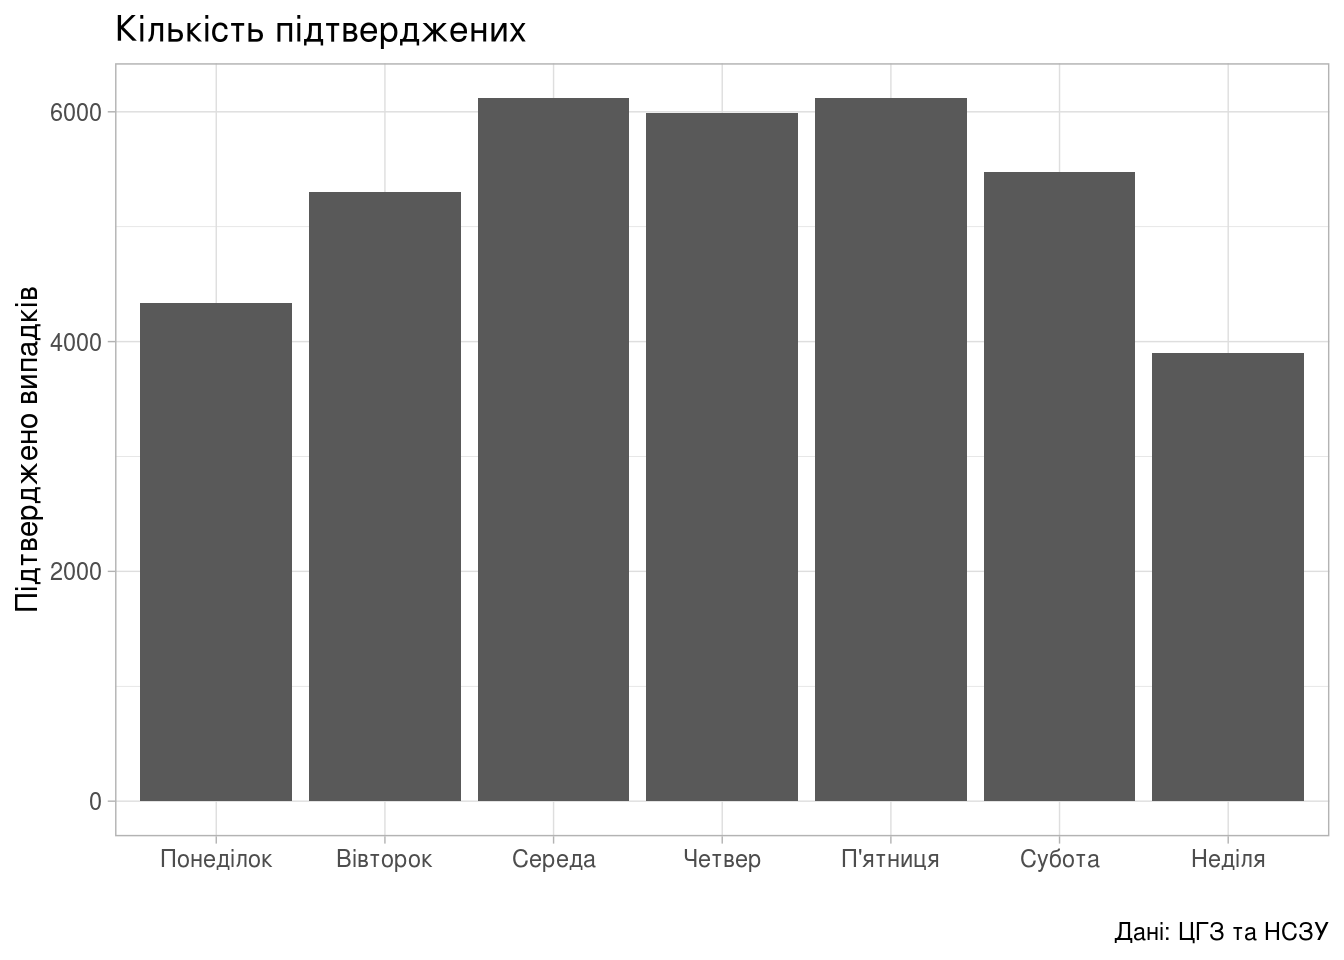 Кількість підтверджених
Підтверджено випадків
6000
4000
2000
0
Понеділок Вівторок Середа Четвер П'ятниця Субота Неділя
Дані: ЦГЗ та НСЗУ